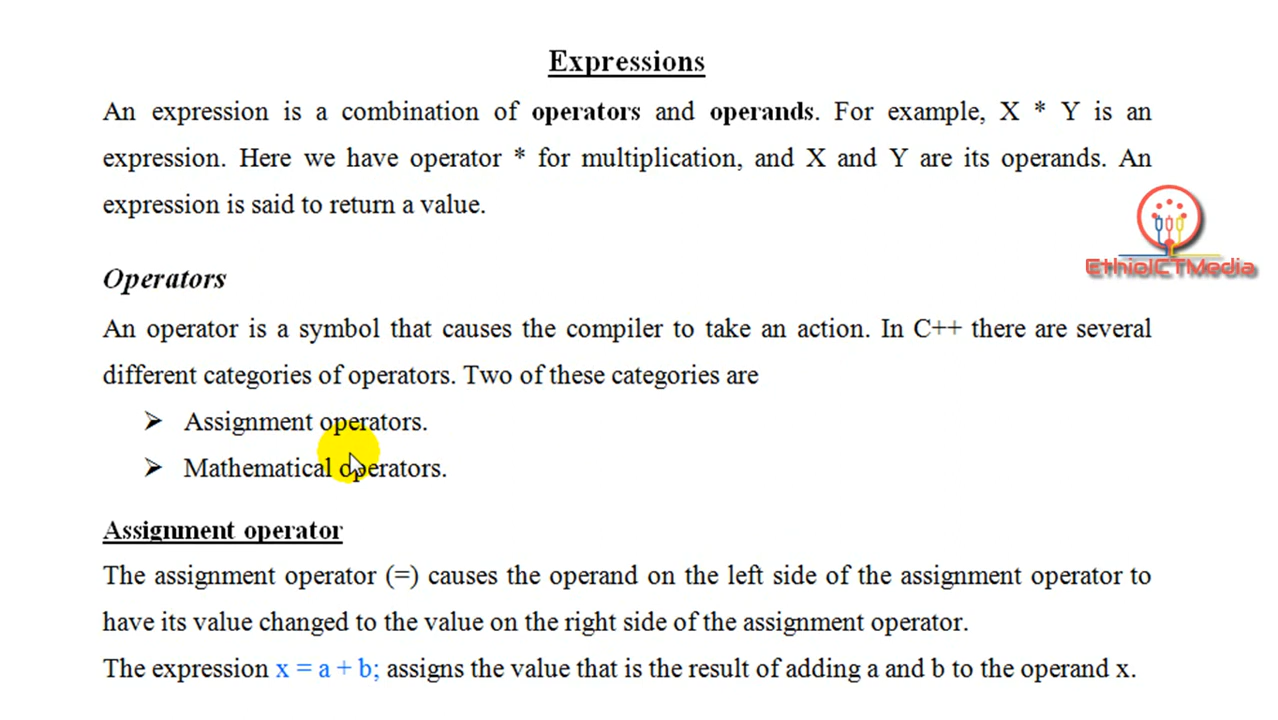 Expressions
An expression is a combination of operators and operands. For example, X * Y is an
expression. Here we have operator * for multiplication, and X and Y are its operands. An
expression is said to return a value.
EthioICTMedia
Operators
An operator is a symbol that causes the compiler to take an action. In C++ there are several
different categories of operators. Two of these categories are
➢ Assignment operators.
➢ Mathematical operators.
Assignment operator
The assignment operator (=) causes the operand on the left side of the assignment operator to
have its value changed to the value on the right side of the assignment operator.
The expression x = a + b; assigns the value that is the result of adding a and b to the operand x.